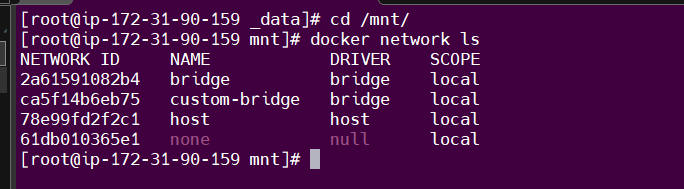 [root@ip-172-31-90-159 _data]# cd /mnt/
[root@ip-172-31-90-159 mnt]# docker network ls
NETWORK ID     NAME            DRIVER    SCOPE
2a61591082b4   bridge          bridge    local
ca5f14b6eb75   custom-bridge   bridge    local
78e99fd2f2c1   host            host      local
61db010365e1   none            null      local
[root@ip-172-31-90-159 mnt]#